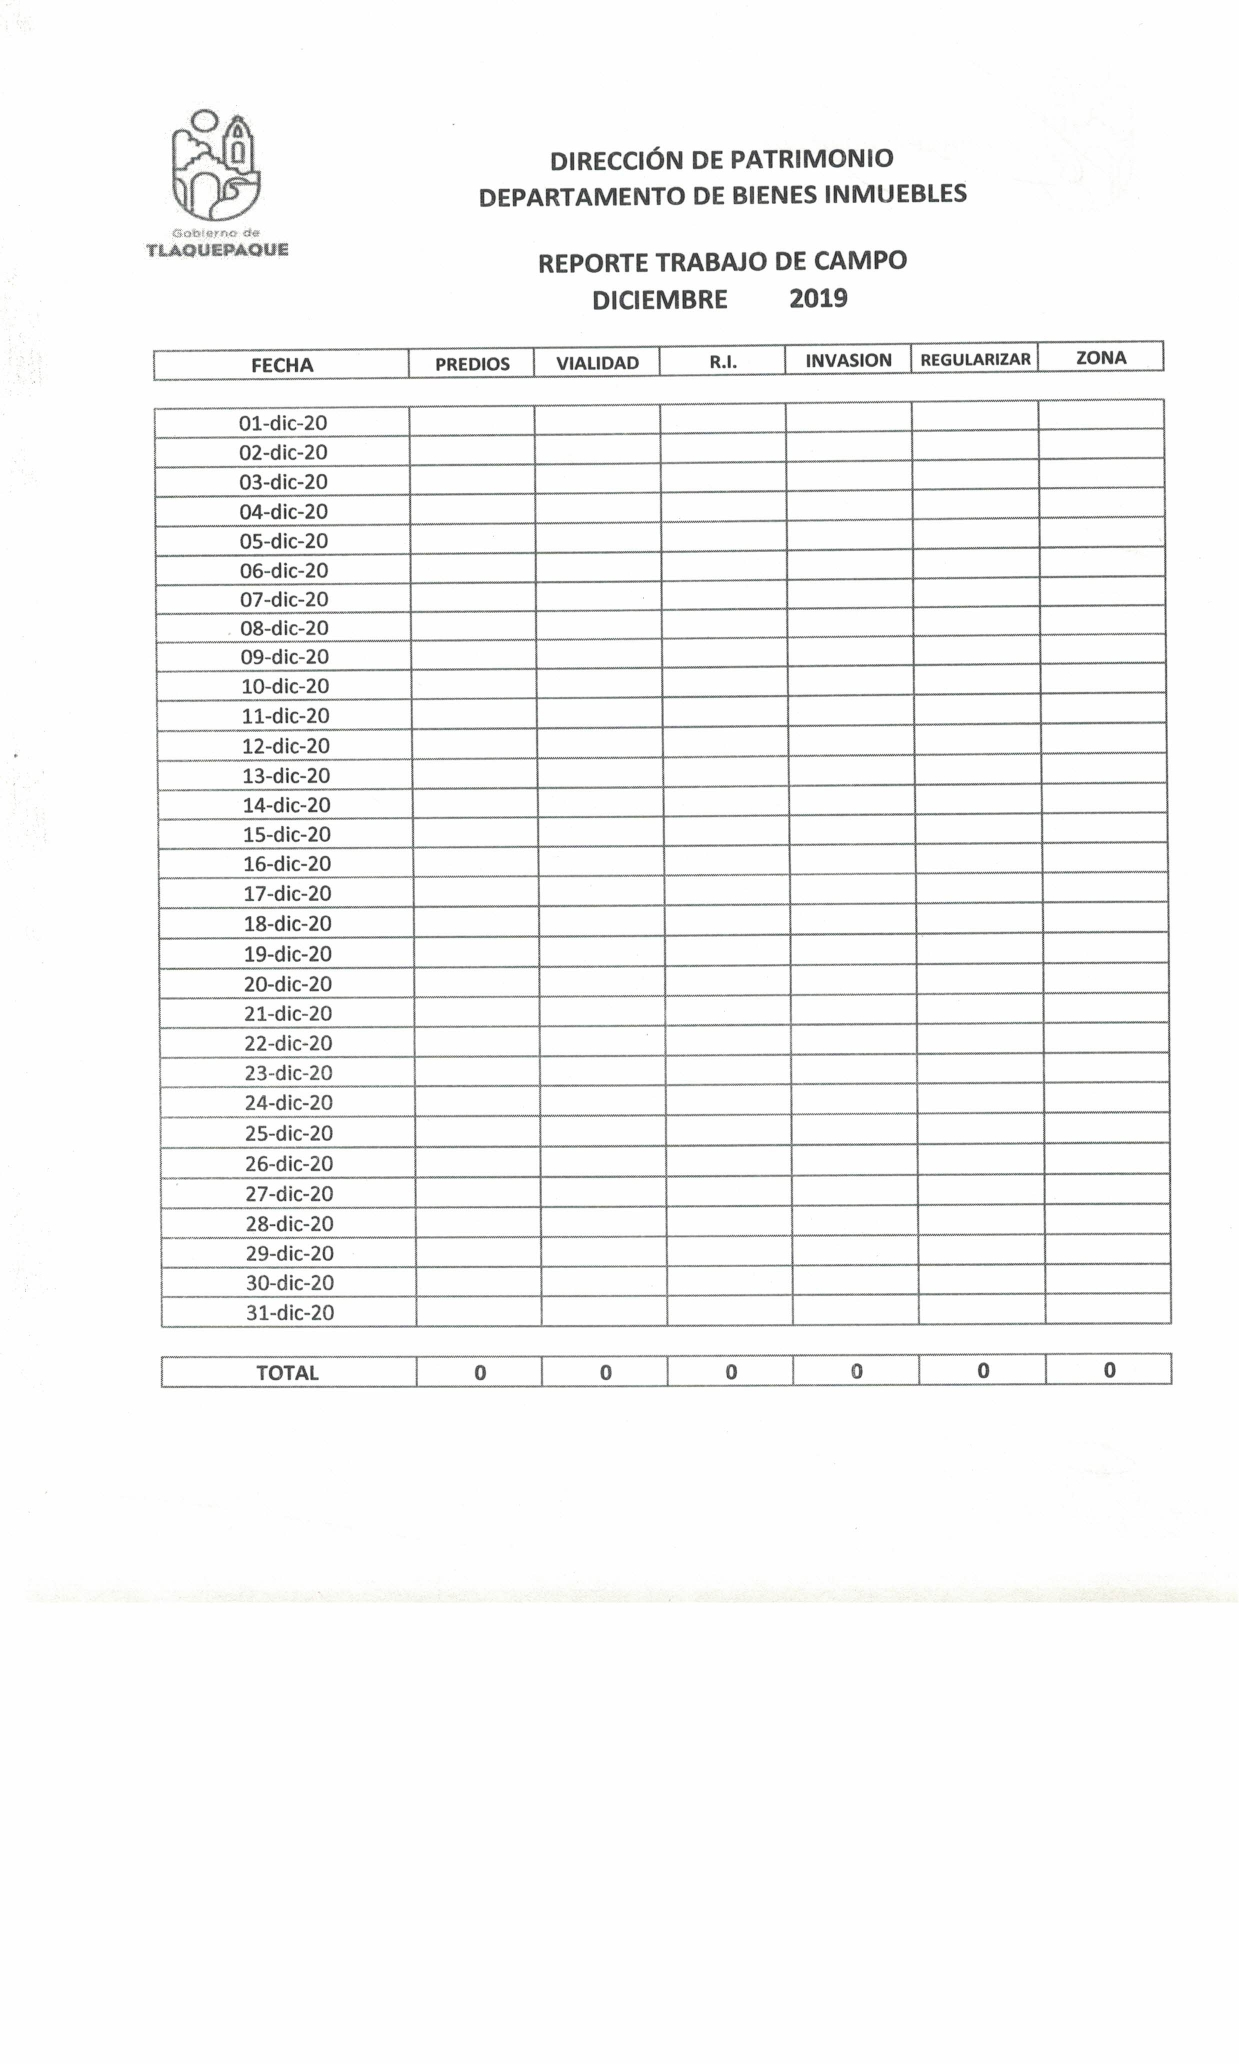 Gobierno de
TLAQUEPAQUE
DIRECCIÓN DE PATRIMONIO
DEPARTAMENTO DE BIENES INMUEBLES
REPORTE TRABAJO DE CAMPO
DICIEMBRE 2019
FECHA PREDIOS VIALIDAD R.I. INVASION REGULARIZAR ZONA
01-dic-20
02-dic-20
03-dic-20
04-dic-20
05-dic-20
06-dic-20
07-dic-20
08-dic-20
09-dic-20
10-dic-20
11-dic-20
12-dic-20
13-dic-20
14-dic-20
15-dic-20
16-dic-20
17-dic-20
18-dic-20
19-dic-20
20-dic-20
21-dic-20
22-dic-20
23-dic-20
24-dic-20
25-dic-20
26-dic-20
27-dic-20
28-dic-20
29-dic-20
30-dic-20
31-dic-20
TOTAL 0 0 0 0 0 0